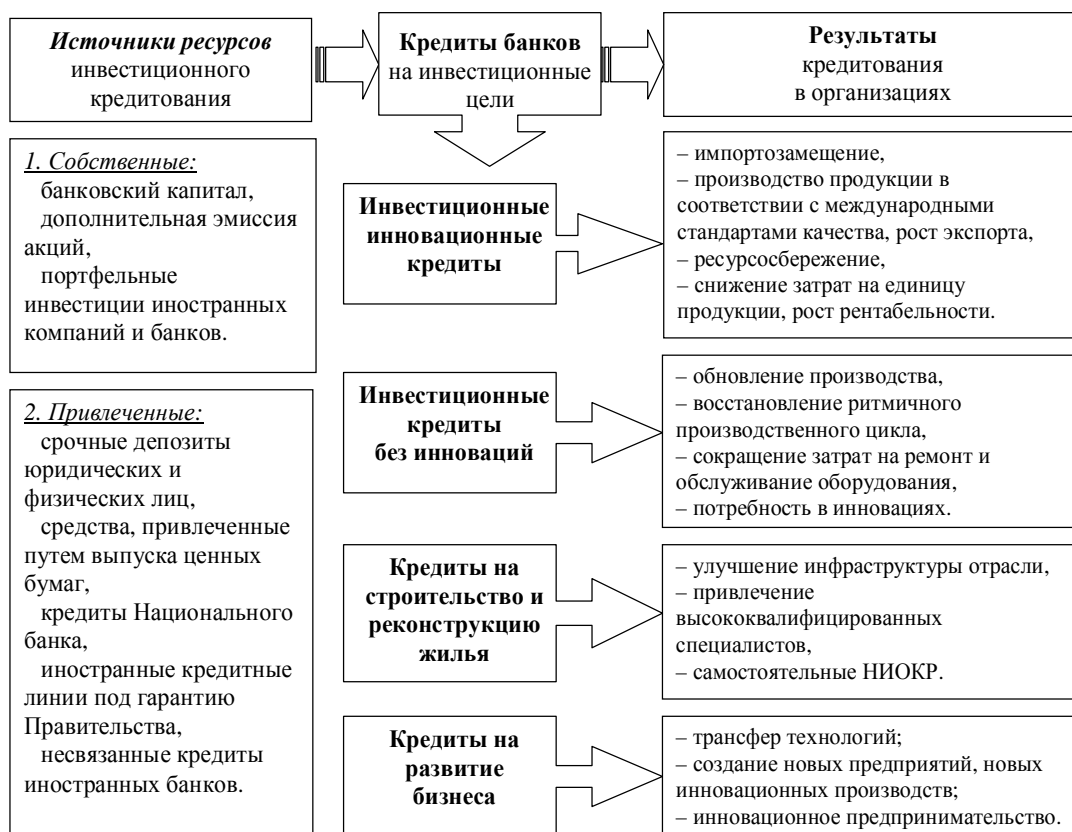 Источники ресурсов
инвестиционного
кредитования
Кредиты банков
на инвестиционные
цели
Результаты
кредитования
в организациях
1. Собственные:
банковский капитал,
дополнительная эмиссия
акций,
портфельные
инвестиции иностранных
компаний и банков.
2. Привлеченные:
срочные депозиты
юридических и
физических лиц,
средства, привлеченные
путем выпуска ценных
бумаг,
кредиты Национального
банка,
иностранные кредитные
линии под гарантию
Правительства,
несвязанные кредиты
иностранных банков.
Инвестиционные
инновационные
кредиты
– импортозамещение,
– производство продукции в
соответствии с международными
стандартами качества, рост экспорта,
– ресурсосбережение,
– снижение затрат на единицу
продукции, рост рентабельности.
Инвестиционные
кредиты
без инноваций
– обновление производства,
– восстановление ритмичного
производственного цикла,
– сокращение затрат на ремонт и
обслуживание оборудования,
– потребность в инновациях.
Кредиты на
строительство и
реконструкцию
жилья
– улучшение инфраструктуры отрасли,
– привлечение
высококвалифицированных
специалистов,
– самостоятельные НИОКР.
Кредиты на
развитие
бизнеса
– трансфер технологий;
– создание новых предприятий, новых
инновационных производств;
– инновационное предпринимательство.